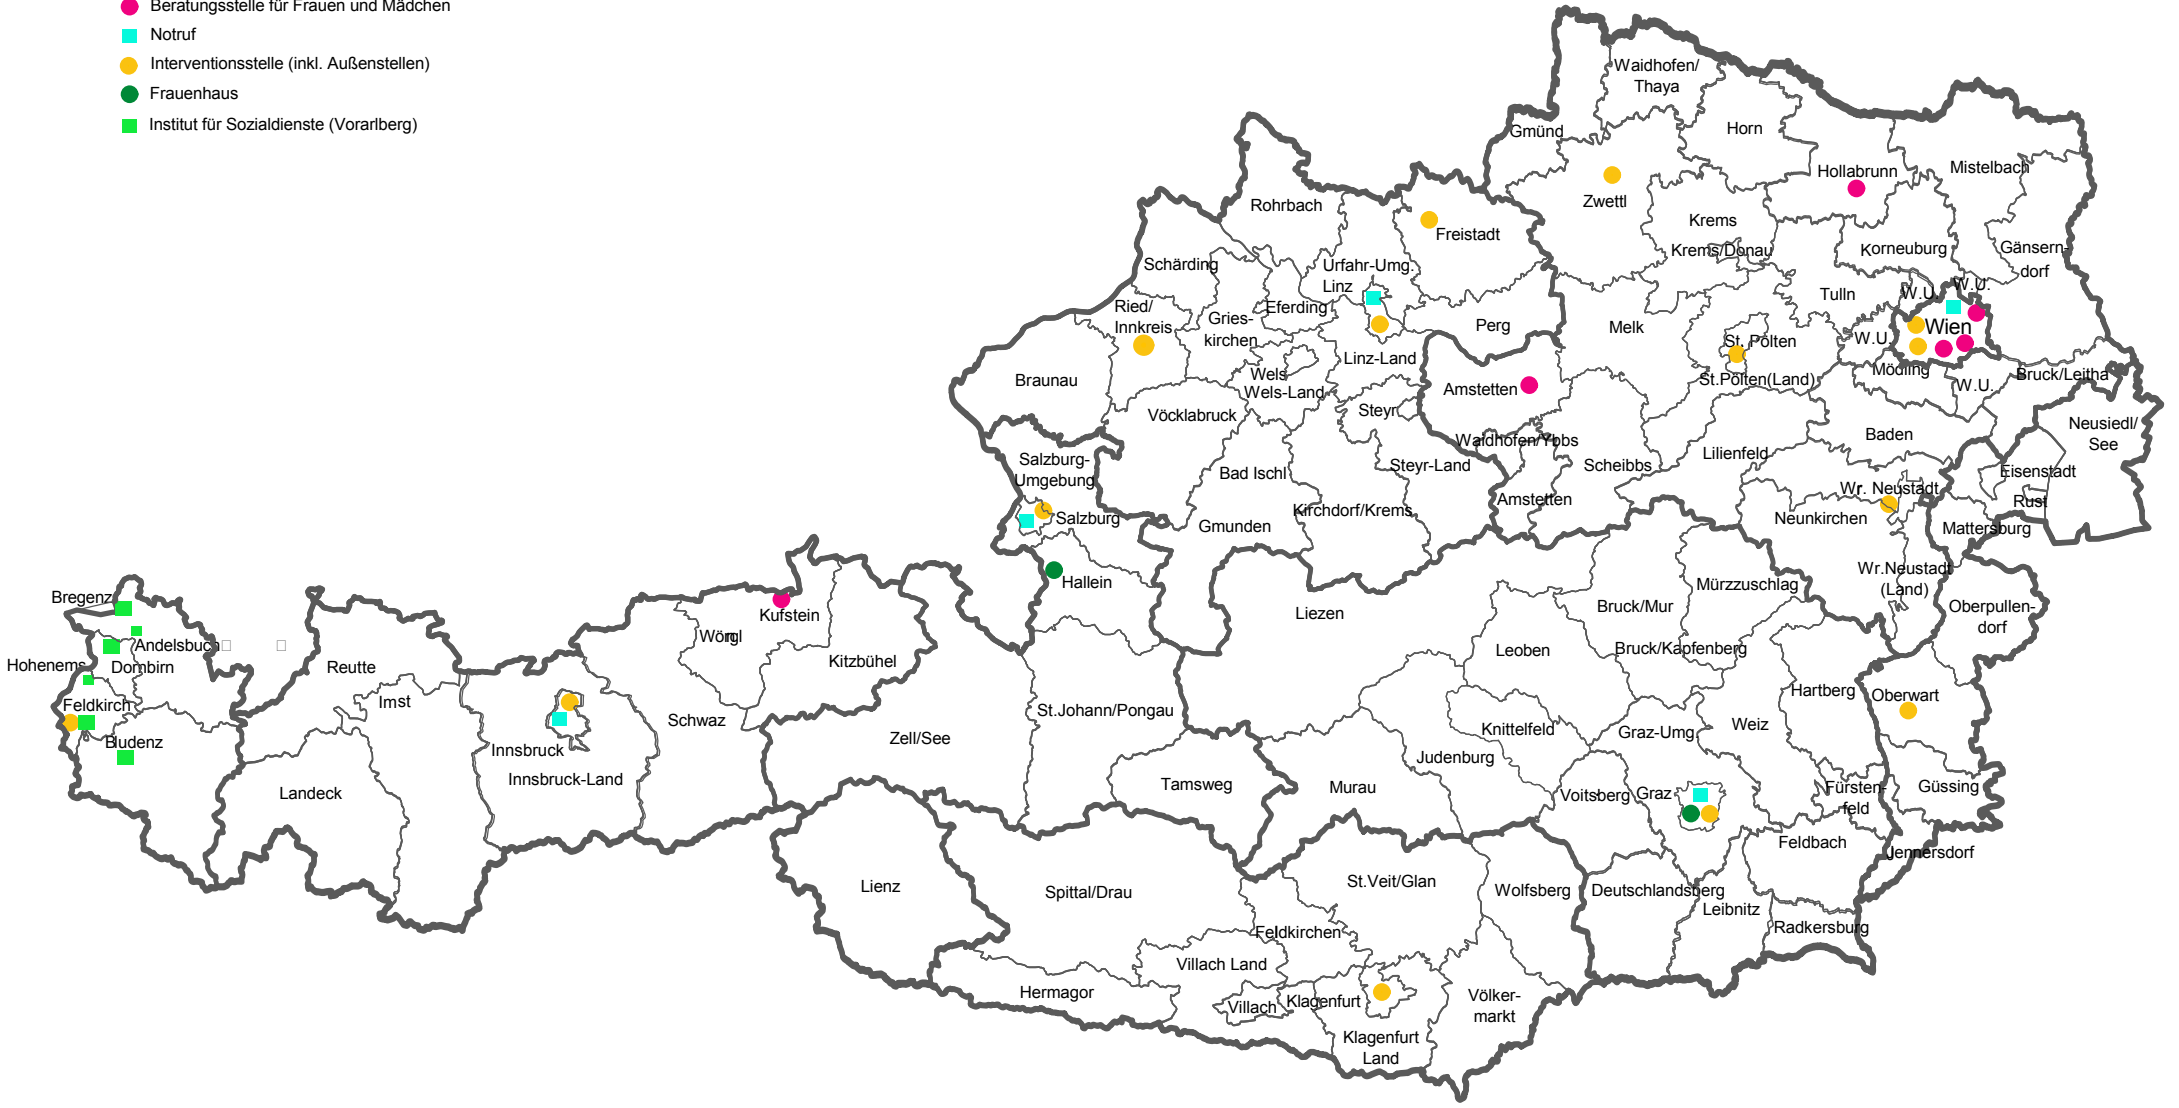 Beratungsstelle für Frauen und Mädchen
Notruf
Interventionsstelle (inkl. Außenstellen)
Frauenhaus
Institut für Sozialdienste (Vorarlberg)
Waidhofen/
Thaya
Gmünd
Horn
Hollabrunn
Mistelbach
Zwettl
Krems
Krems/Donau
Korneuburg
Gänsern-
dorf
Rohrbach
Freistadt
Schärding
Urfahr-Umg.
Linz
Ried/
Innkreis
Eferding
Gries-
kirchen
Perg
Melk
Tulln
W.U.
W.U.
Wien
St. Pölten
W.U.
Linz-Land
Mödling
Bruck/Leitha
Braunau
Wels
Wels-Land
Amstetten
St.Pölten(Land)
W.U.
Vöcklabruck
Steyr
Waidhofen/Ybbs
Baden
Neusiedl/
See
Salzburg-
Umgebung
Bad Ischl
Steyr-Land
Scheibbs
Lilienfeld
Eisenstadt
Amstetten
Wr. Neustadt
Rust
Salzburg
Gmunden
Kirchdorf/Krems
Neunkirchen
Mattersburg
Hallein
Mürzzuschlag
Wr.Neustadt
(Land)
Bregenz
Kufstein
Liezen
Bruck/Mur
Oberpullen-
dorf
Andelsbuch
Wörgl
Leoben
Bruck/Kapfenberg
Hohenems
Dornbirn
Reutte
Kitzbühel
Imst
Hartberg
Oberwart
Feldkirch
Schwaz
St.Johann/Pongau
Knittelfeld
Graz-Umg.
Weiz
Bludenz
Innsbruck
Zell/See
Judenburg
Innsbruck-Land
Landeck
Tamsweg
Murau
Voitsberg
Graz
Fürsten-
feld
Güssing
Feldbach
Jennersdorf
Lienz
Spittal/Drau
St.Veit/Glan
Wolfsberg
Deutschlandsberg
Leibnitz
Feldkirchen
Radkersburg
Villach Land
Hermagor
Villach
Klagenfurt
Völker-
markt
Klagenfurt
Land